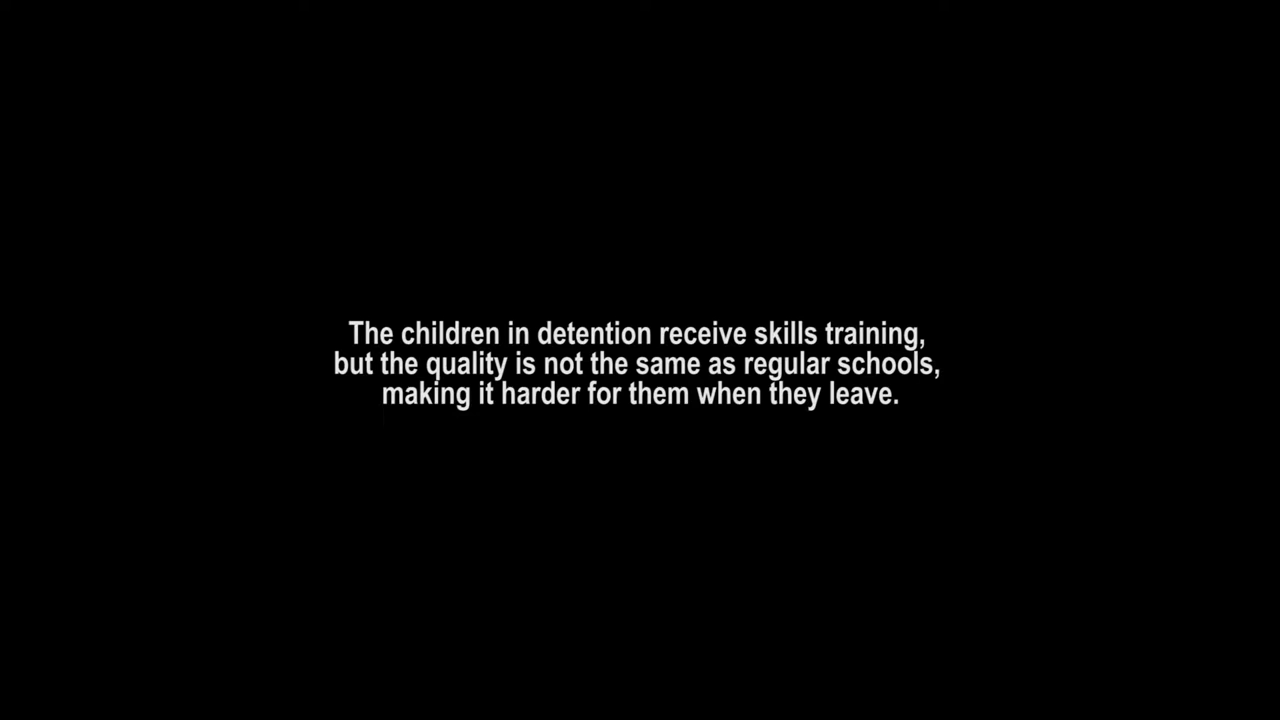 The children in detention receive skills training,
but the quality is not the same as regular schools,
making it harder for them when they leave.